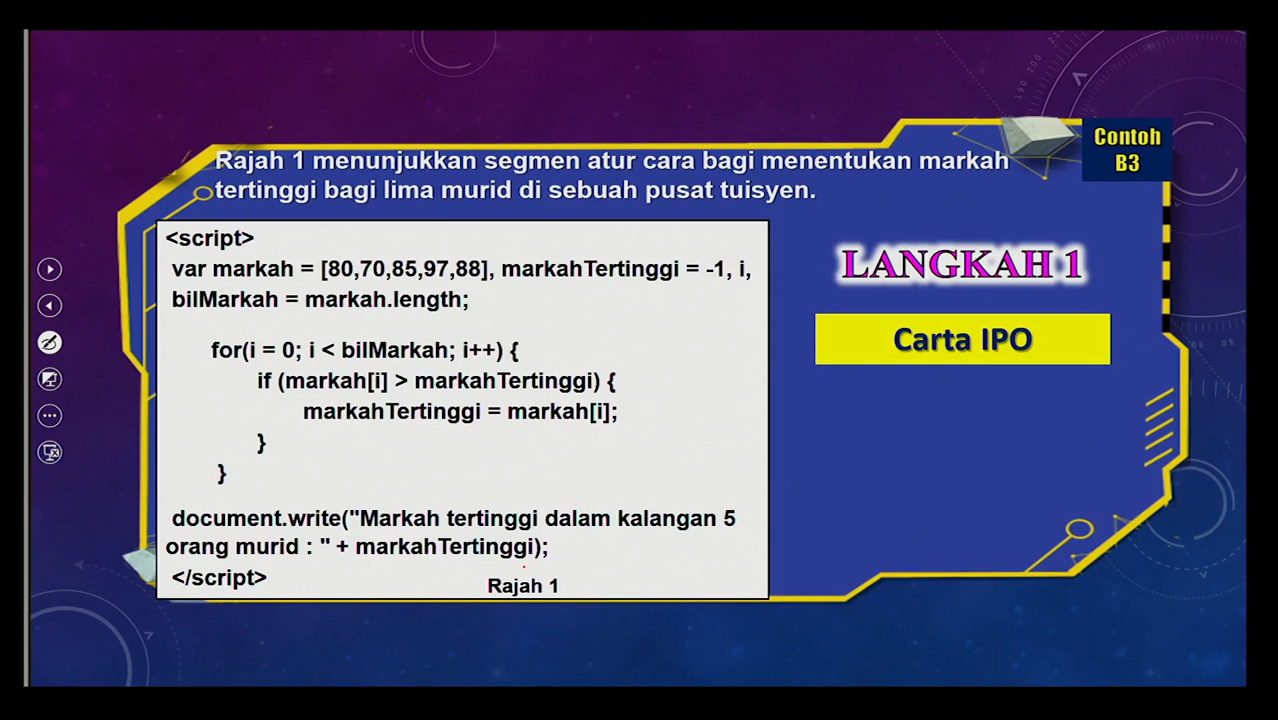 Contoh
B3
Rajah 1 menunjukkan segmen atur cara bagi menentukan markah
tertinggi bagi lima murid di sebuah pusat tuisyen.
<script>
var markah = [80,70,85,97,88], markahTertinggi = -1, i,
bilMarkah = markah.length;
for(i = 0; i < bilMarkah; i++) {
if (markah[i] > markahTertinggi) {
markahTertinggi = markah[i];
}
}
document.write("Markah tertinggi dalam kalangan 5
orang murid : " + markahTertinggi);
</script>
Rajah 1
LANGKAH 1
Carta IPO